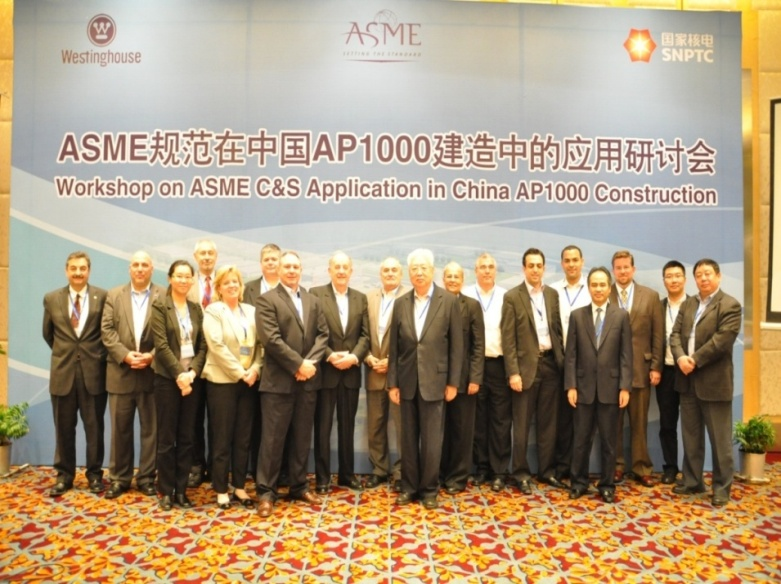 Westinghouse
ASME
SETTING THE STANDARD
国家核电
SNPTC
ASME规范在中国AP1000建造中的应用研讨会
Workshop on ASME C&S Application in China AP1000 Construction